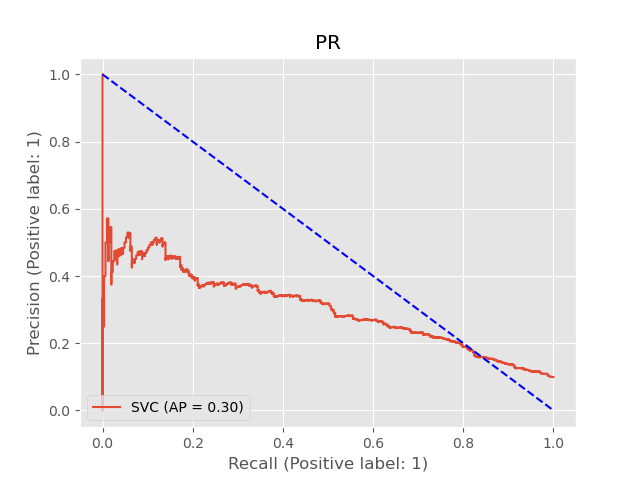 PR
1.0
0.8
0.6
0.4
0.2
0.0
Precision (Positive label: 1)
SVC (AP = 0.30)
0.0 0.2 0.4 0.6 0.8 1.0
Recall (Positive label: 1)